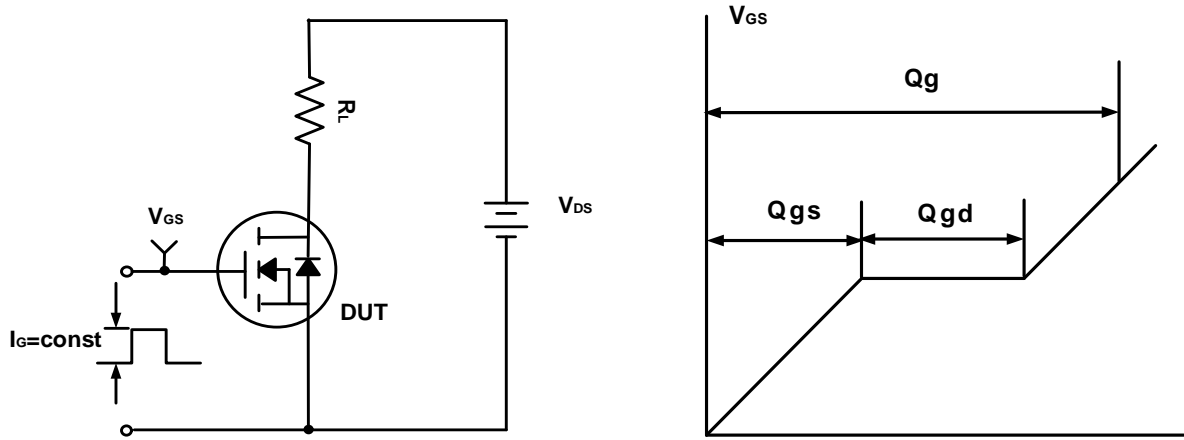 RL
VGS
VDS
DUT
IG=const
VGS
Qg
Qgs
Qgd